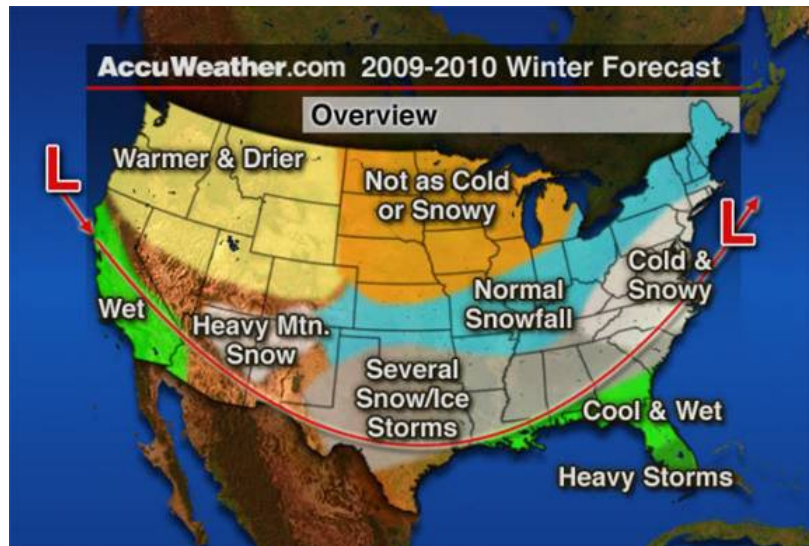 AccuWeather.com 2009-2010 Winter Forecast
Overview
Warmer & Drier
L
Not as Cold
or Snowy
L
Cold &
Snowy
Wet
Heavy Mtn.
Snow
Normal
Snowfall
Several
Snow/Ice
Storms
Cool & Wet
Heavy Storms